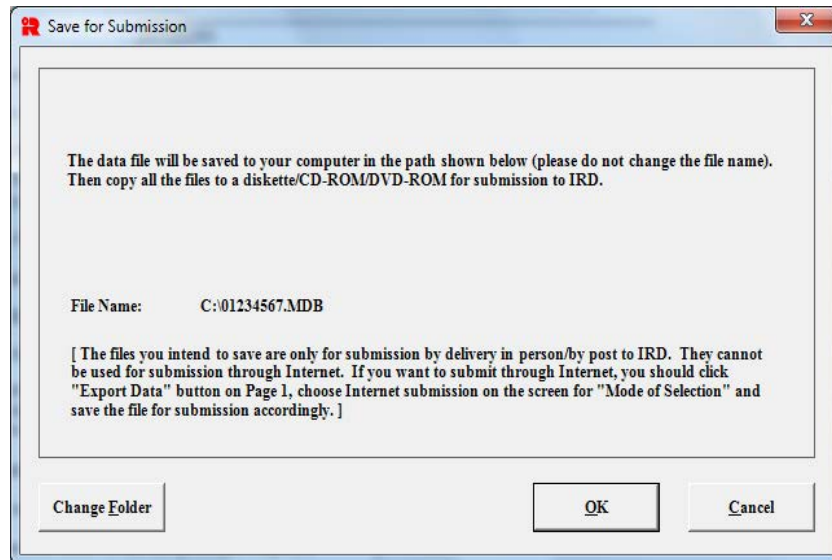 Save for Submission
The data file will be saved to your computer in the path shown below (please do not change the file name).
Then copy all the files to a diskette/CD-ROM/DVD-ROM for submission to IRD.
File Name: C:\01234567.MDB
[ The files you intend to save are only for submission by delivery in person/by post to IRD. They cannot
be used for submission through Internet. If you want to submit through Internet, you should click
"Export Data" button on Page 1, choose Internet submission on the screen for "Mode of Selection" and
save the file for submission accordingly. ]
Change Folder OK Cancel